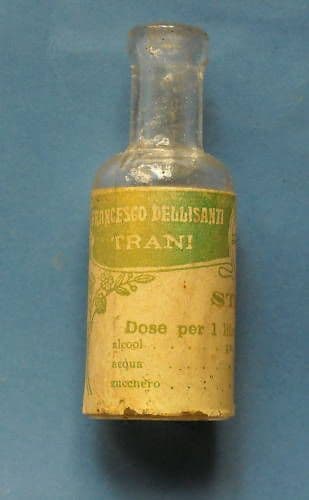 FRANCESCO DELLISANTI
TRANI
ST
Dose per 1
alcool
acqua
zucchero